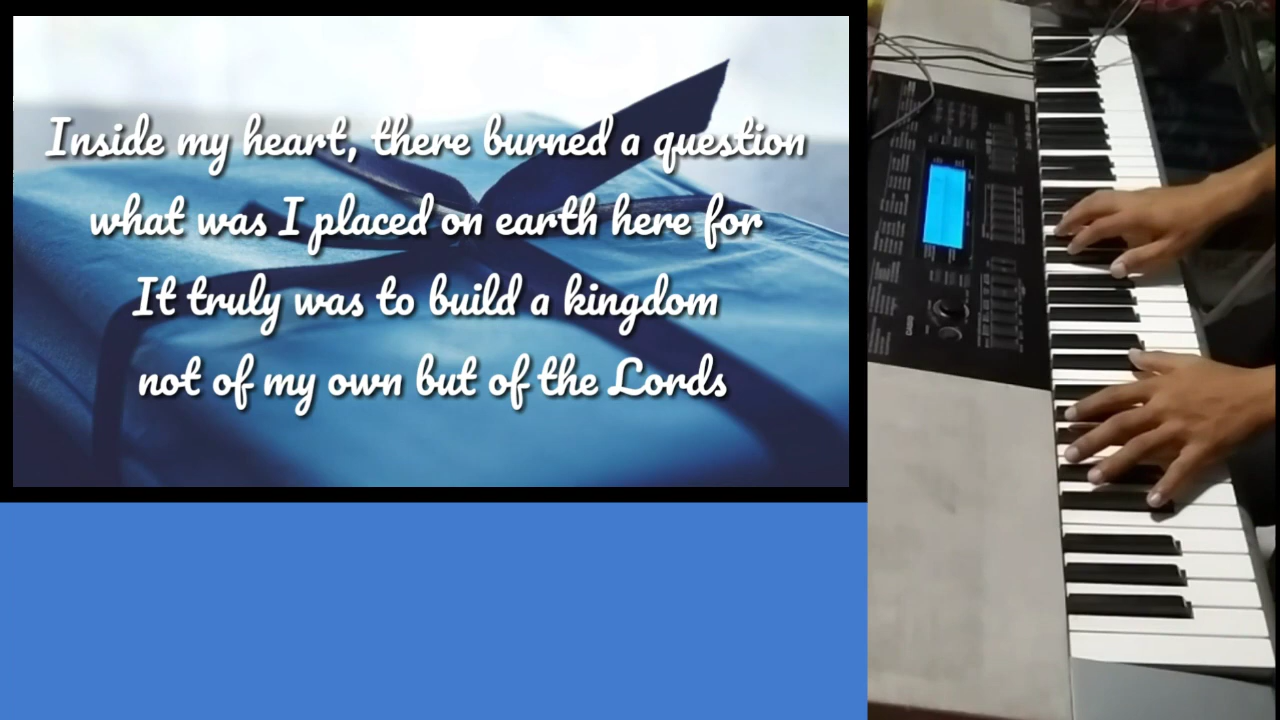 Inside my heart, there burned a question
what was I placed on earth here for
It truly was to build a kingdom
not of my own but of the Lords